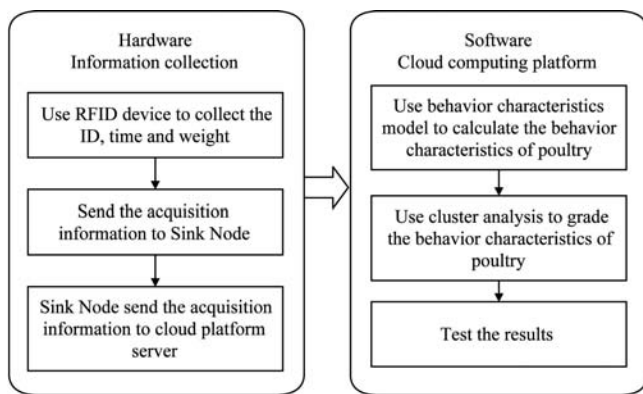 Hardware
Information collection
Use RFID device to collect the
ID, time and weight
Send the acquisition
information to Sink Node
Sink Node send the acquisition
information to cloud platform
server
Software
Cloud computing platform
Use behavior characteristics
model to calculate the behavior
characteristics of poultry
Use cluster analysis to grade
the behavior characteristics of
poultry
Test the results